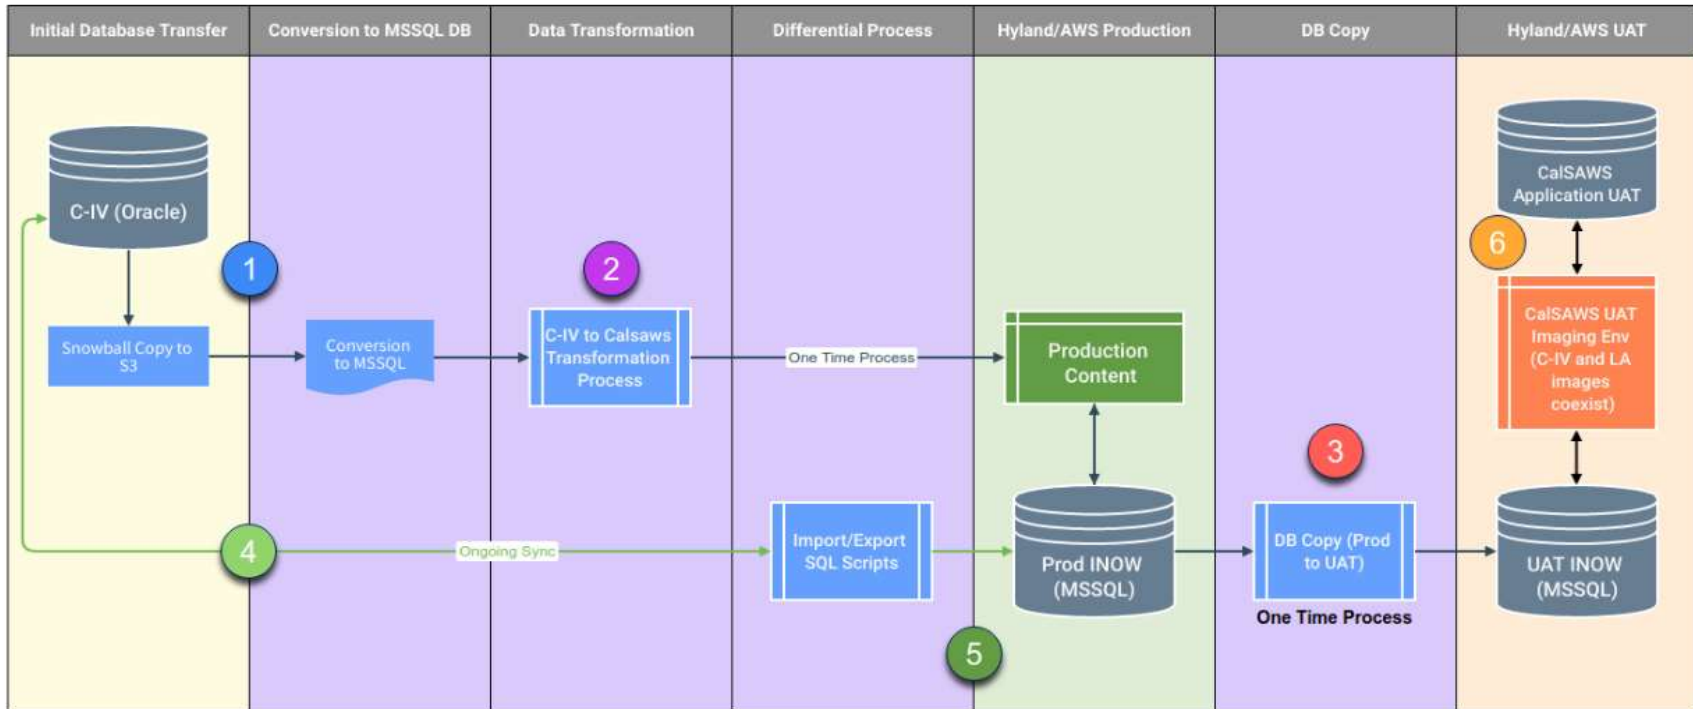 Initial Database Transfer
Conversion to MSSQL DB
Data Transformation
Differential Process
Hyland/AWS Production
DB Copy
Hyland/AWS UAT
C-IV (Oracle)
1
Snowball Copy to
S3
Conversion
to MSSQL
2
C-IV to Calsaws
Transformation
Process
One Time Process
Production
Content
CalSAWS
Application UAT
6
CalSAWS UAT
Imaging Env
(C-IV and LA
images
coexist)
3
4
Ongoing Sync
Import/Export
SQL Scripts
Prod INOW
(MSSQL)
DB Copy (Prod
to UAT)
One Time Process
UAT INOW
(MSSQL)
5